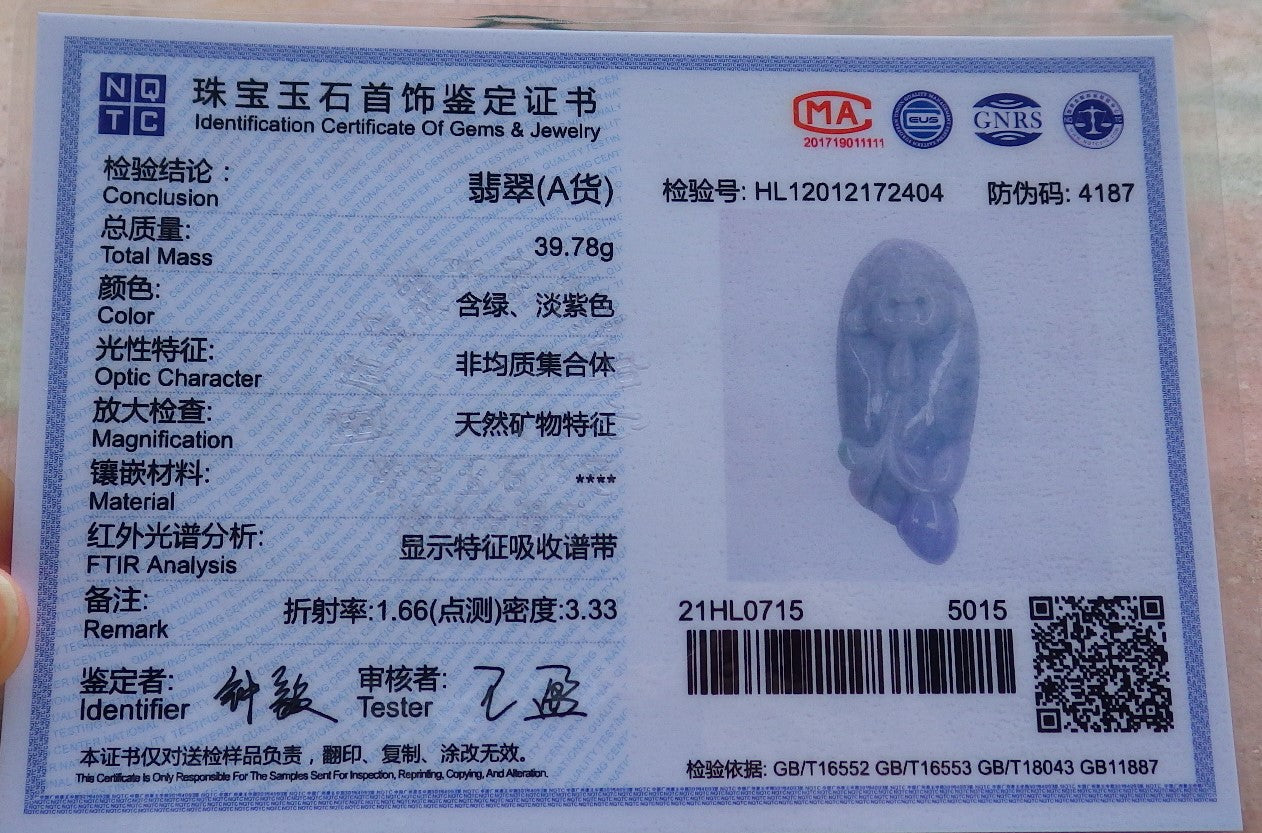 NQTC
珠宝玉石首饰鉴定证书
Identification Certificate Of Gems & Jewelry
检验结论：
Conclusion
翡翠(A货)
总质量:
Total Mass
39.78g
颜色:
Color
含绿、淡紫色
光性特征:
Optic Character
非均质集合体
放大检查:
Magnification
天然矿物特征
镶嵌材料:
Material
****
红外光谱分析:
FTIR Analysis
显示特征吸收谱带
备注:
Remark
折射率:1.66(点测)密度:3.33
鉴定者:
Identifier
审核者:
Tester
王盈
本证书仅对送检样品负责，翻印、复制、涂改无效。
This Certificate Is Only Responsible For The Samples Sent For Inspection, Reprinting, Copying, And Alteration.
MA
201719011111
EUS
GNRS
检验号: HL12012172404
防伪码: 4187
21HL0715
5015
检验依据: GB/T16552 GB/T16553 GB/T18043 GB11887